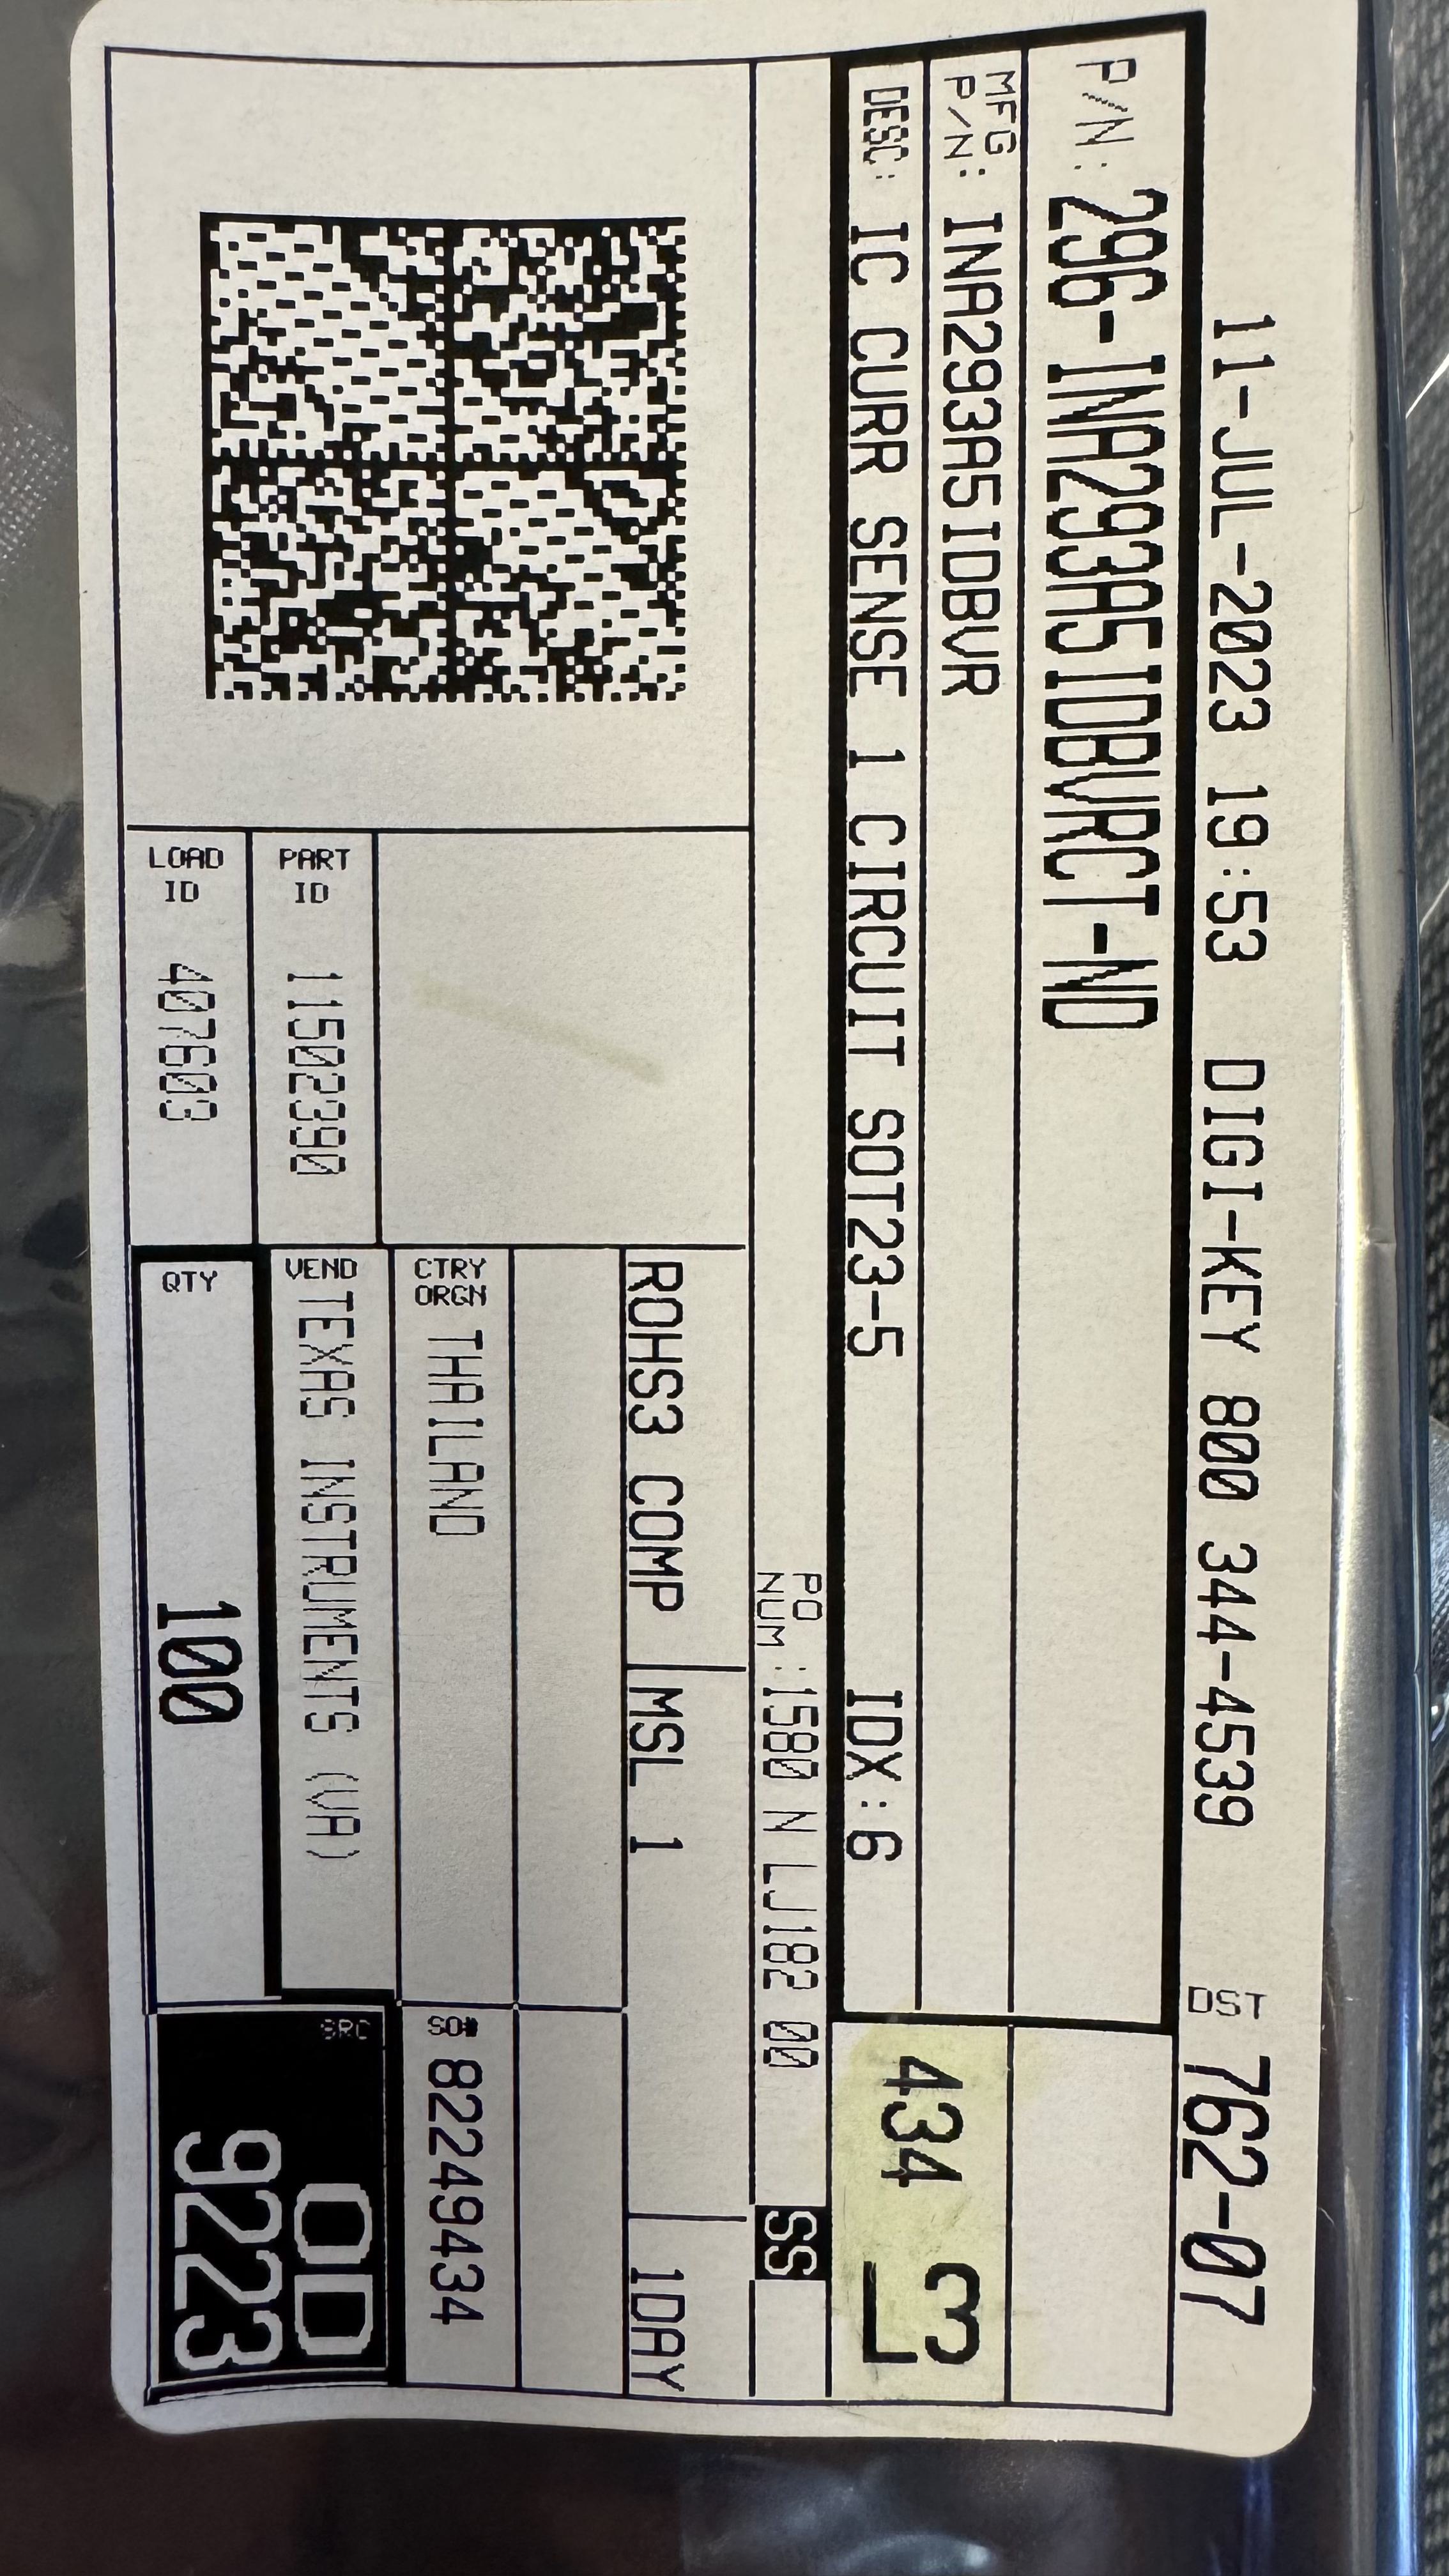 11-JUL-2023 19:53 DIGI-KEY 800 344-4539 DST 762-07
P/N: 296-INA293A5IDBVRCT-ND
MFG P/N: INA293A5IDBVR
DESC: IC CURR SENSE 1 CIRCUIT SOT23-5 IDX:6
434 L3
PO NUM :1580 N LJ182 00 SS
ROHS3 COMP MSL 1 1DAY
CTRY ORGN THAILAND
SO# 82249434
PART ID 11502390
VEND TEXAS INSTRUMENTS (VA)
LOAD ID 407603
QTY 100
SRC OD
9223